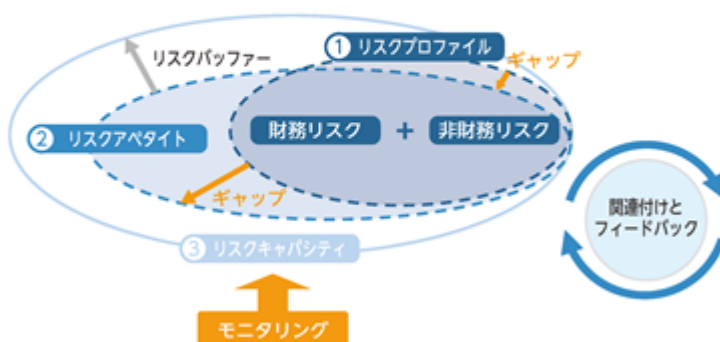 ① リスクプロファイル
リスクバッファー
ギャップ
② リスクアペタイト
財務リスク + 非財務リスク
ギャップ
③ リスクキャパシティ
モニタリング
関連付けと
フィードバック